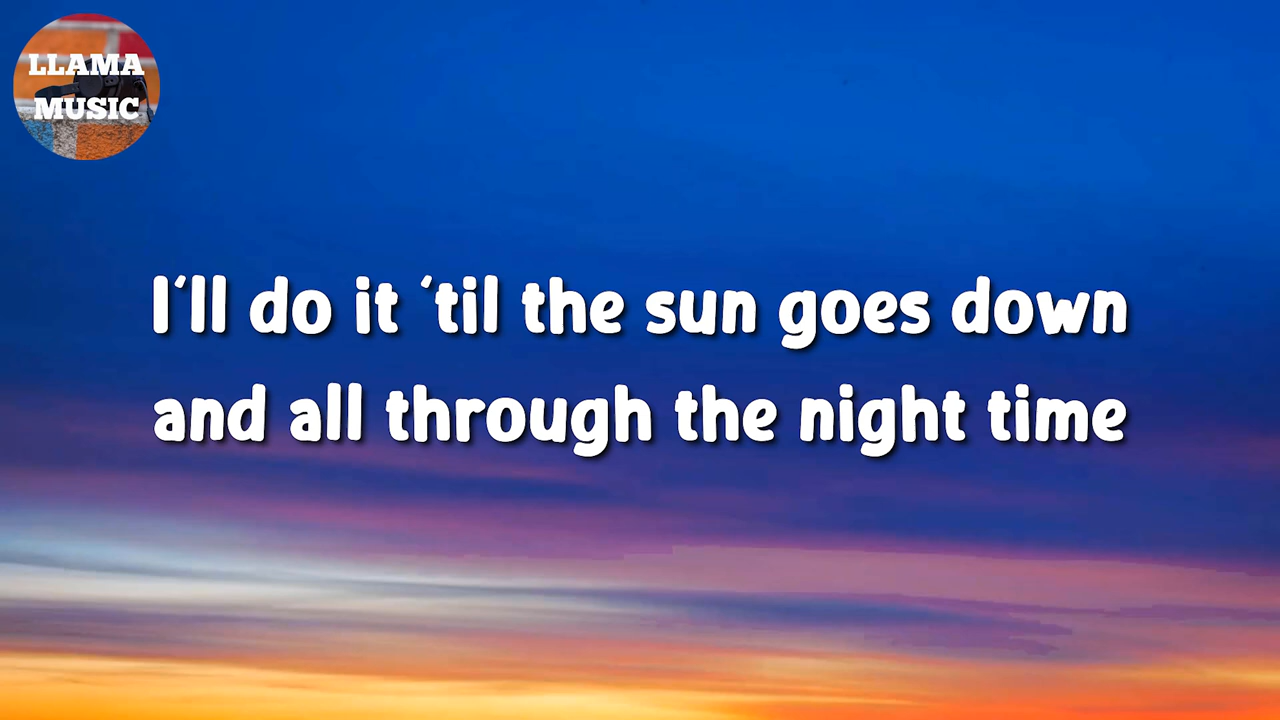 LLAMA
MUSIC
I'll do it 'til the sun goes down
and all through the night time